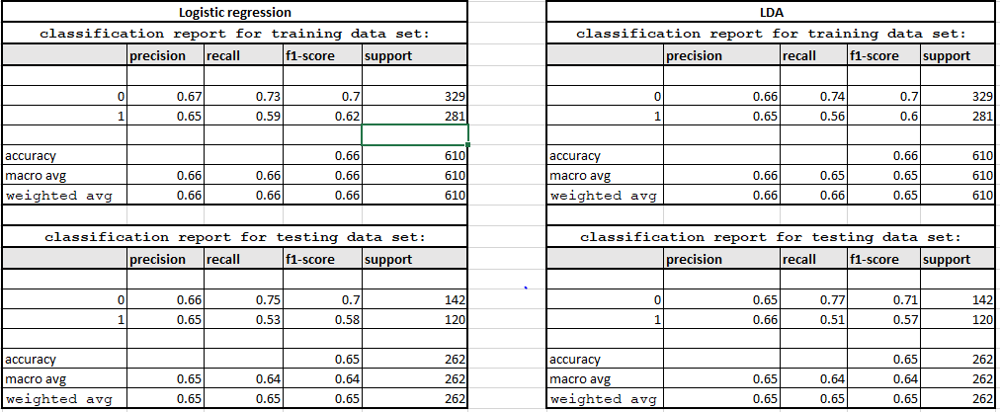 Logistic regression
classification report for training data set:
precision recall f1-score support
0 0.67 0.73 0.7 329
1 0.65 0.59 0.62 281
accuracy 0.66 610
macro avg 0.66 0.66 0.66 610
weighted avg 0.66 0.66 0.66 610
classification report for testing data set:
precision recall f1-score support
0 0.66 0.75 0.7 142
1 0.65 0.53 0.58 120
accuracy 0.65 262
macro avg 0.65 0.64 0.64 262
weighted avg 0.65 0.65 0.65 262
LDA
classification report for training data set:
precision recall f1-score support
0 0.66 0.74 0.7 329
1 0.65 0.56 0.6 281
accuracy 0.66 610
macro avg 0.66 0.65 0.65 610
weighted avg 0.66 0.66 0.65 610
classification report for testing data set:
precision recall f1-score support
0 0.65 0.77 0.71 142
1 0.66 0.51 0.57 120
accuracy 0.65 262
macro avg 0.65 0.64 0.64 262
weighted avg 0.65 0.65 0.65 262